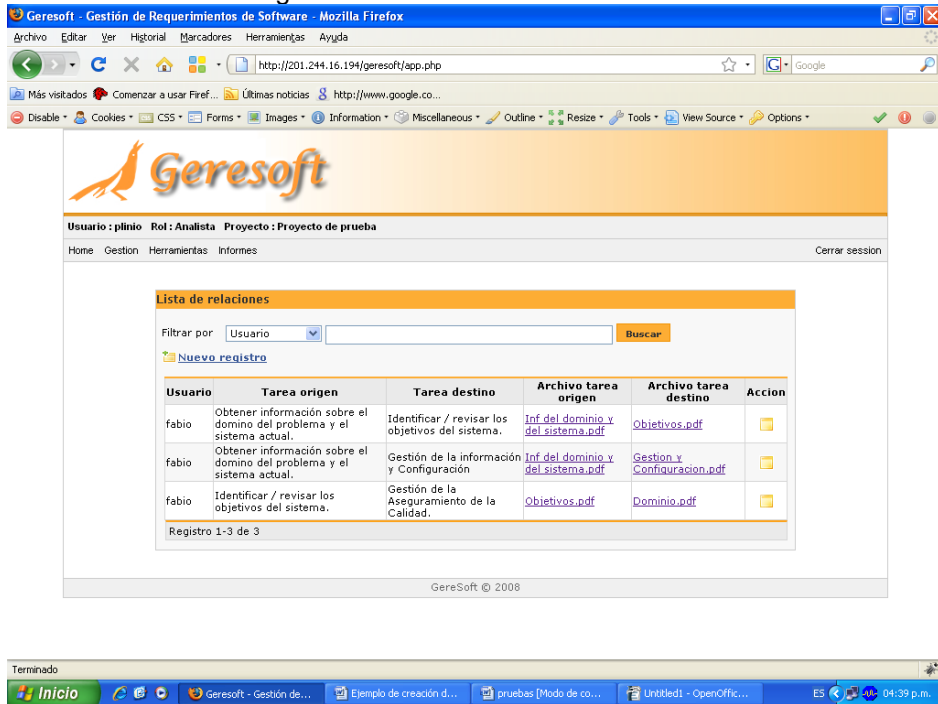 Geresoft - Gestión de Requerimientos de Software - Mozilla Firefox
Archivo Editar Ver Historial Marcadores Herramientas Ayuda
http://201.244.16.194/geresoft/app.php
G Google
Más visitados Comenzar a usar Firef... Últimas noticias http://www.google.co...
Disable Cookies CSS Forms Images Information Miscellaneous Outline Resize Tools View Source Options
Geresoft
Usuario : plinio Rol : Analista Proyecto : Proyecto de prueba
Home Gestion Herramientas Informes Cerrar session
Lista de relaciones
Filtrar por Usuario Buscar
Nuevo registro
Usuario Tarea origen Tarea destino Archivo tarea origen Archivo tarea destino Accion
fabio Obtener información sobre el domino del problema y el sistema actual. Identificar / revisar los objetivos del sistema. Inf del dominio y del sistema.pdf Objetivos.pdf
fabio Obtener información sobre el domino del problema y el sistema actual. Gestión de la información y Configuración Inf del dominio y del sistema.pdf Gestion y Configuracion.pdf
fabio Identificar / revisar los objetivos del sistema. Gestión de la Aseguramiento de la Calidad. Objetivos.pdf Dominio.pdf
Registro 1-3 de 3
GereSoft © 2008
Terminado
Inicio Geresoft - Gestión de... Ejemplo de creación d... pruebas [Modo de co... Untitled1 - OpenOffic... ES 04:39 p.m.